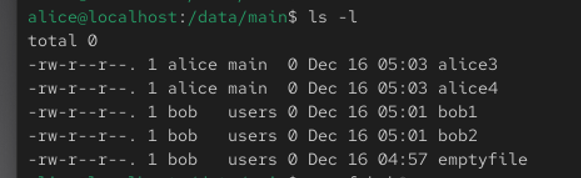 alice@localhost:/data/main$ ls -l
total 0
-rw-r--r--. 1 alice main  0 Dec 16 05:03 alice3
-rw-r--r--. 1 alice main  0 Dec 16 05:03 alice4
-rw-r--r--. 1 bob   users 0 Dec 16 05:01 bob1
-rw-r--r--. 1 bob   users 0 Dec 16 05:01 bob2
-rw-r--r--. 1 bob   users 0 Dec 16 04:57 emptyfile